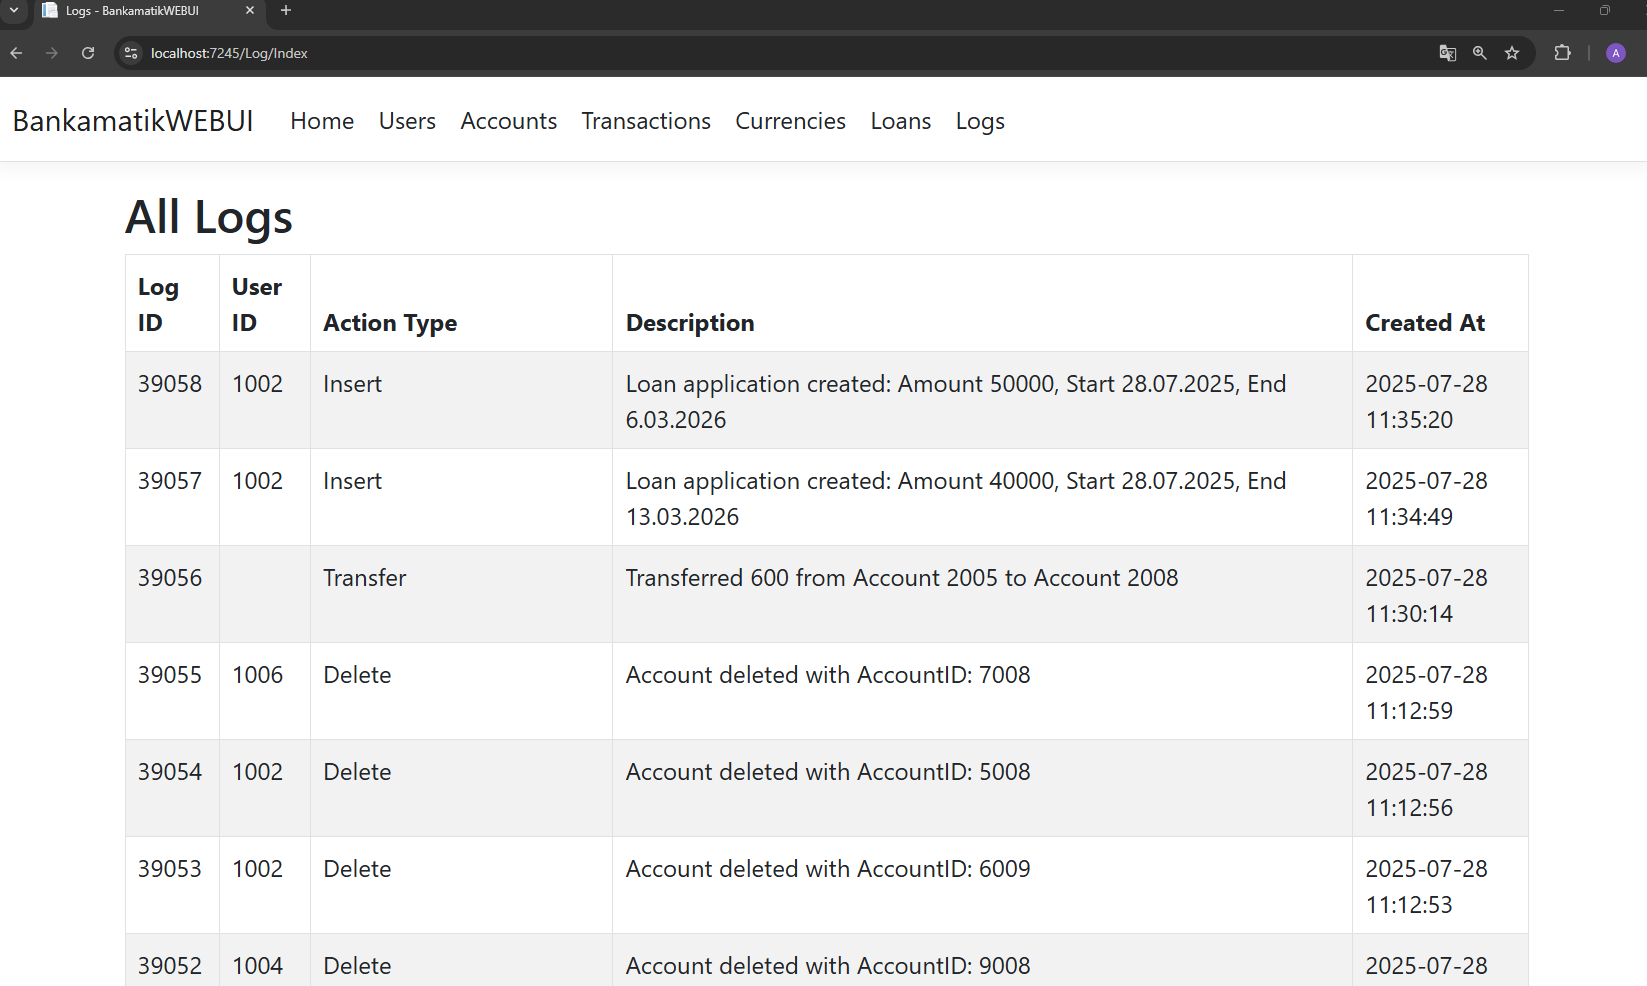 Logs - BankamatikWEBUI
localhost:7245/Log/Index
A
BankamatikWEBUI Home Users Accounts Transactions Currencies Loans Logs
All Logs
Log ID User ID Action Type Description Created At
39058 1002 Insert Loan application created: Amount 50000, Start 28.07.2025, End 2025-07-28
6.03.2026 11:35:20
39057 1002 Insert Loan application created: Amount 40000, Start 28.07.2025, End 2025-07-28
13.03.2026 11:34:49
39056 Transfer Transferred 600 from Account 2005 to Account 2008 2025-07-28
11:30:14
39055 1006 Delete Account deleted with AccountID: 7008 2025-07-28
11:12:59
39054 1002 Delete Account deleted with AccountID: 5008 2025-07-28
11:12:56
39053 1002 Delete Account deleted with AccountID: 6009 2025-07-28
11:12:53
39052 1004 Delete Account deleted with AccountID: 9008 2025-07-28